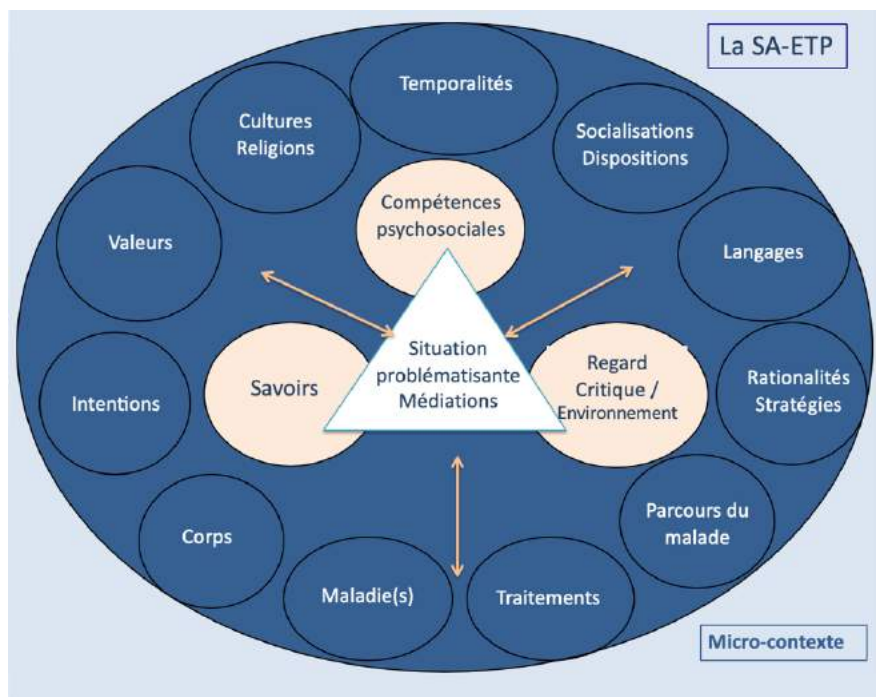 La SA-ETP
Temporalités
Cultures
Religions
Socialisations
Dispositions
Compétences
psychosociales
Valeurs
Langages
Situation
problématisante
Médiations
Savoirs
Regard
Critique /
Environnement
Intentions
Rationalités
Stratégies
Corps
Parcours du
malade
Maladie(s)
Traitements
Micro-contexte